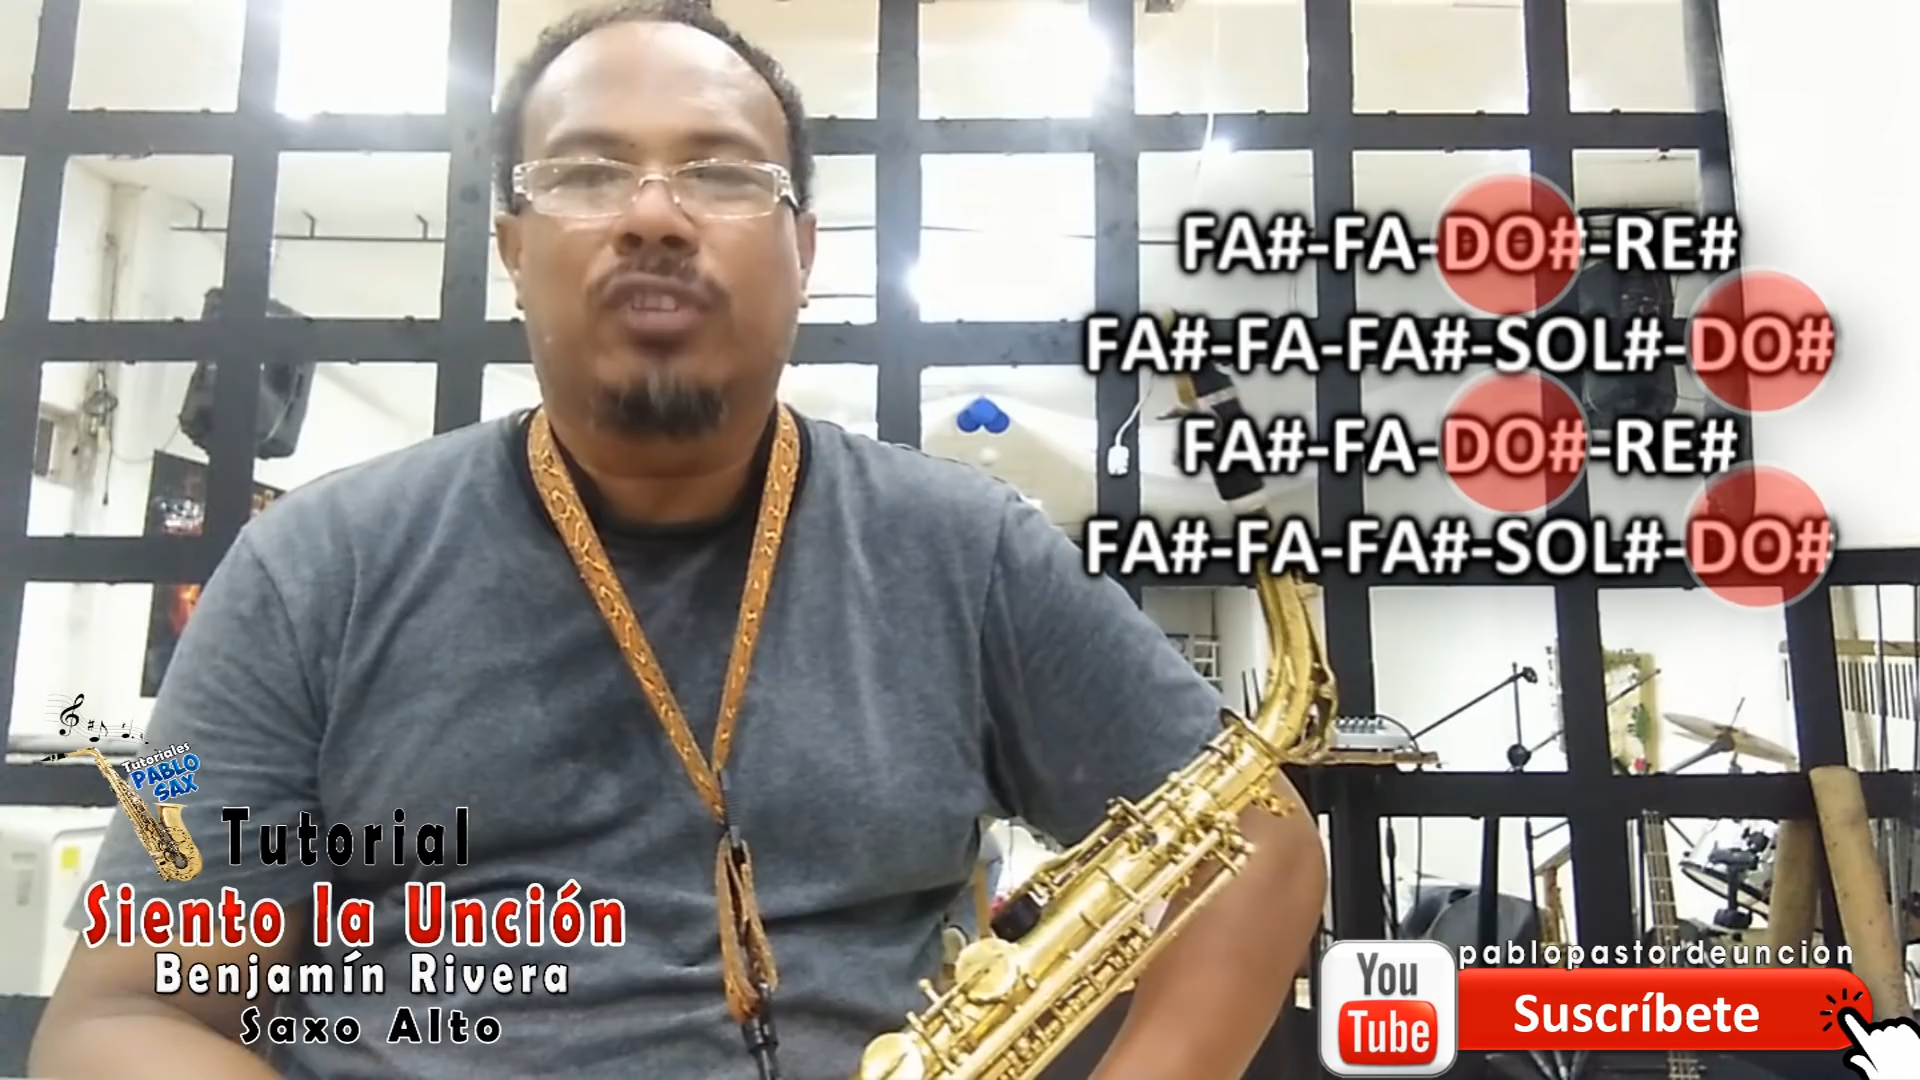 FA#-FA-DO#-RE#
FA#-FA-FA#-SOL#-DO#
FA#-FA-DO#-RE#
FA#-FA-FA#-SOL#-DO#
Tutoriales
PABLO
SAX
Tutorial
Siento la Unción
Benjamín Rivera
Saxo Alto
pablopastordeuncion
You
Tube
Suscríbete